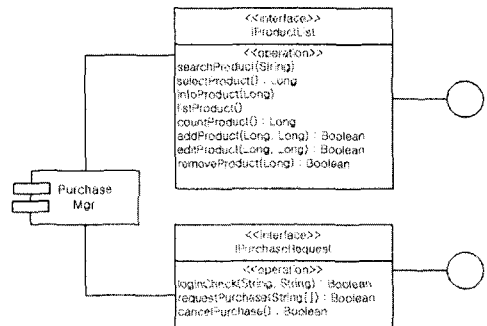 <<interface>>
IProductList
<<operation>>
searchProduct(String)
selectProduct() : Long
infoProduct(Long)
listProduct()
countProduct() : Long
addProduct(Long, Long) : Boolean
editProduct(Long, Long) : Boolean
removeProduct(Long) : Boolean
Purchase
Mgr
<<interface>>
IPurchaseRequest
<<operation>>
loginCheck(String, String) : Boolean
requestPurchase(String[]) : Boolean
cancelPurchase() : Boolean